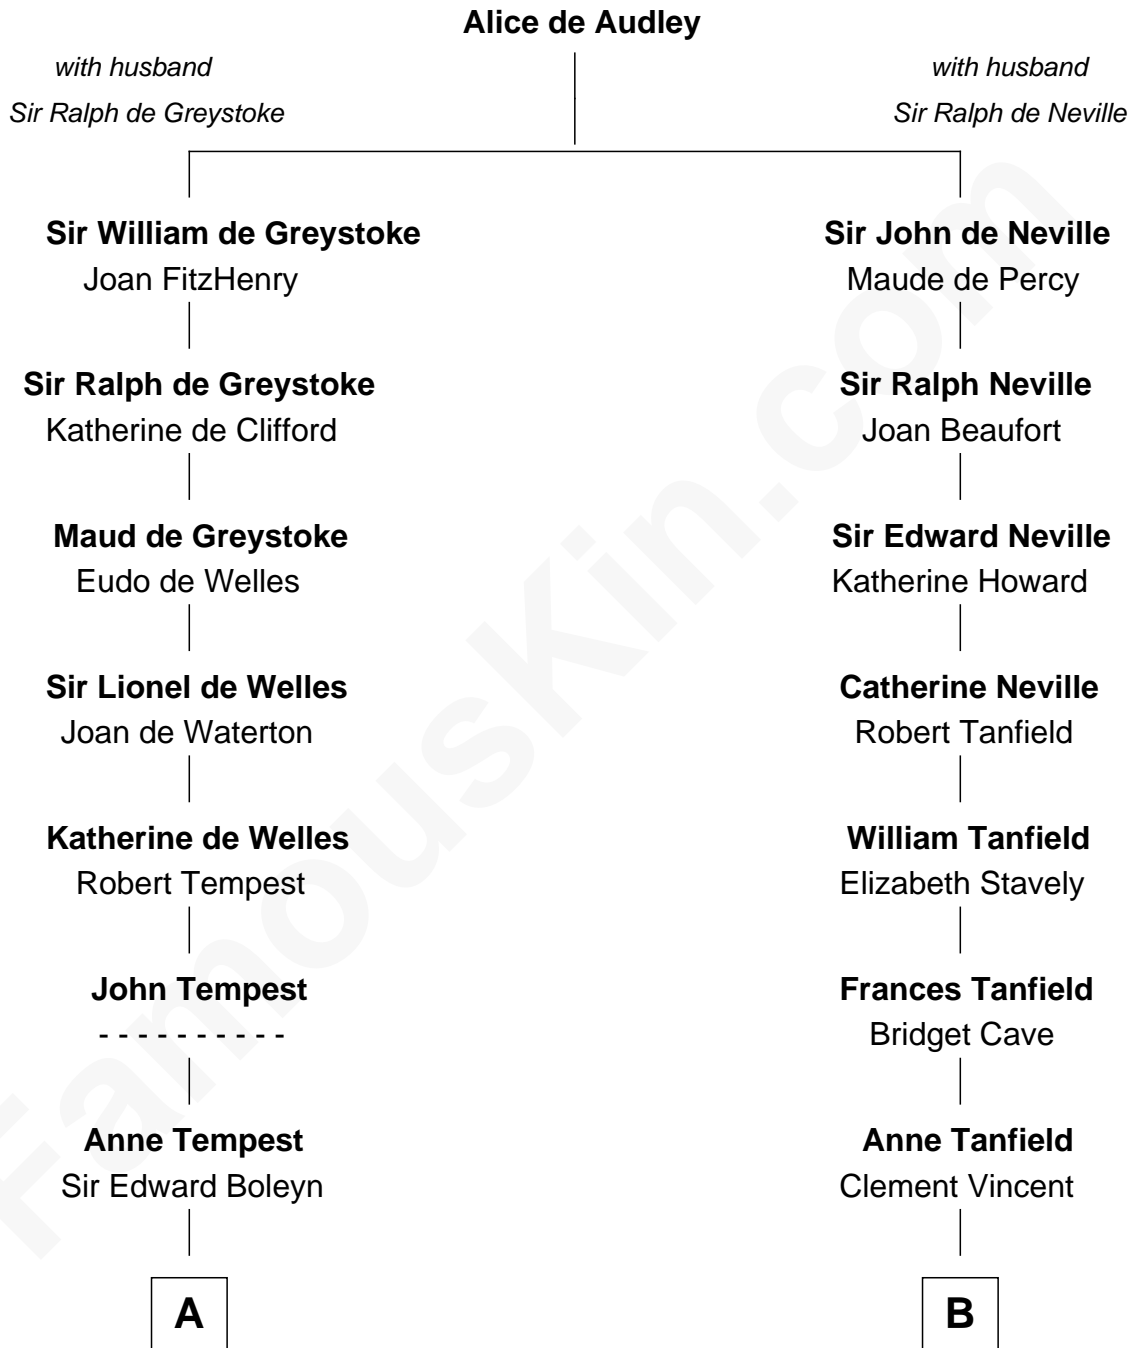 Alice de Audley
with husband
Sir Ralph de Greystoke
with husband
Sir Ralph de Neville
Sir William de Greystoke
Joan FitzHenry
Sir John de Neville
Maude de Percy
Sir Ralph de Greystoke
Katherine de Clifford
Sir Ralph Neville
Joan Beaufort
Maud de Greystoke
Eudo de Welles
Sir Edward Neville
Katherine Howard
Sir Lionel de Welles
Joan de Waterton
Catherine Neville
Robert Tanfield
Katherine de Welles
Robert Tempest
William Tanfield
Elizabeth Stavely
John Tempest
- - - - - - - - - -
Frances Tanfield
Bridget Cave
Anne Tempest
Sir Edward Boleyn
Anne Tanfield
Clement Vincent
A
B
FamousKin.com